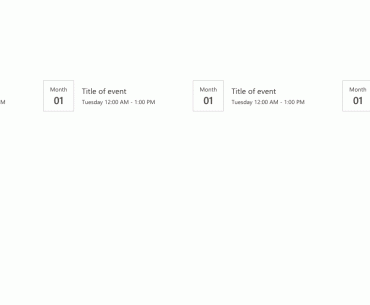 Month
01
Title of event
Tuesday 12:00 AM - 1:00 PM
Month
01
Title of event
Tuesday 12:00 AM - 1:00 PM
Month
01
PM